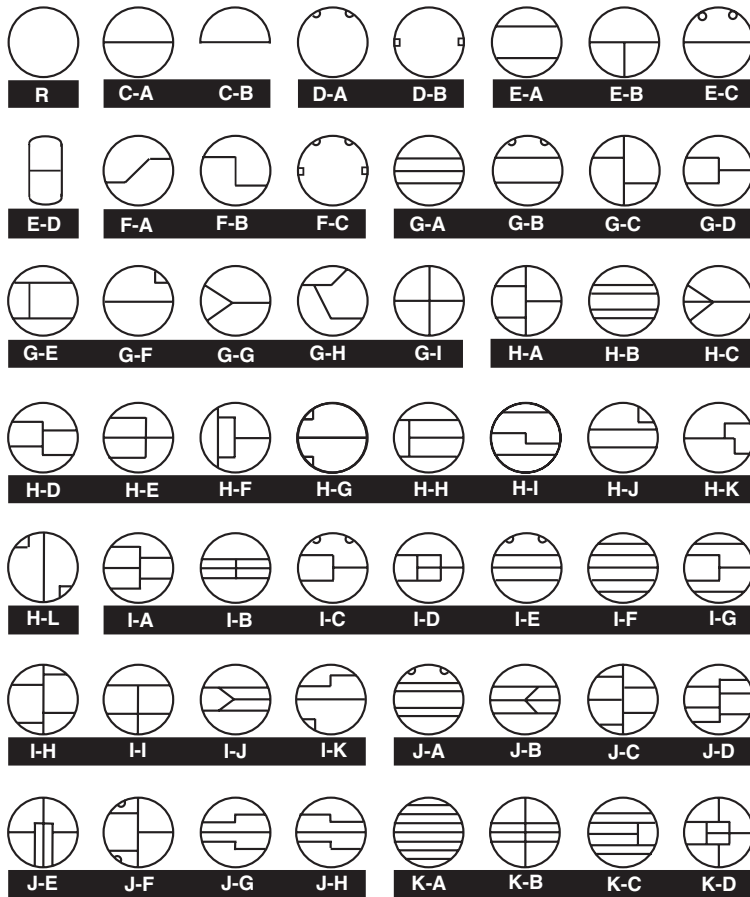 R C-A C-B D-A D-B E-A E-B E-C
E-D F-A F-B F-C G-A G-B G-C G-D
G-E G-F G-G G-H G-I H-A H-B H-C
H-D H-E H-F H-G H-H H-I H-J H-K
H-L I-A I-B I-C I-D I-E I-F I-G
I-H I-I I-J I-K J-A J-B J-C J-D
J-E J-F J-G J-H K-A K-B K-C K-D